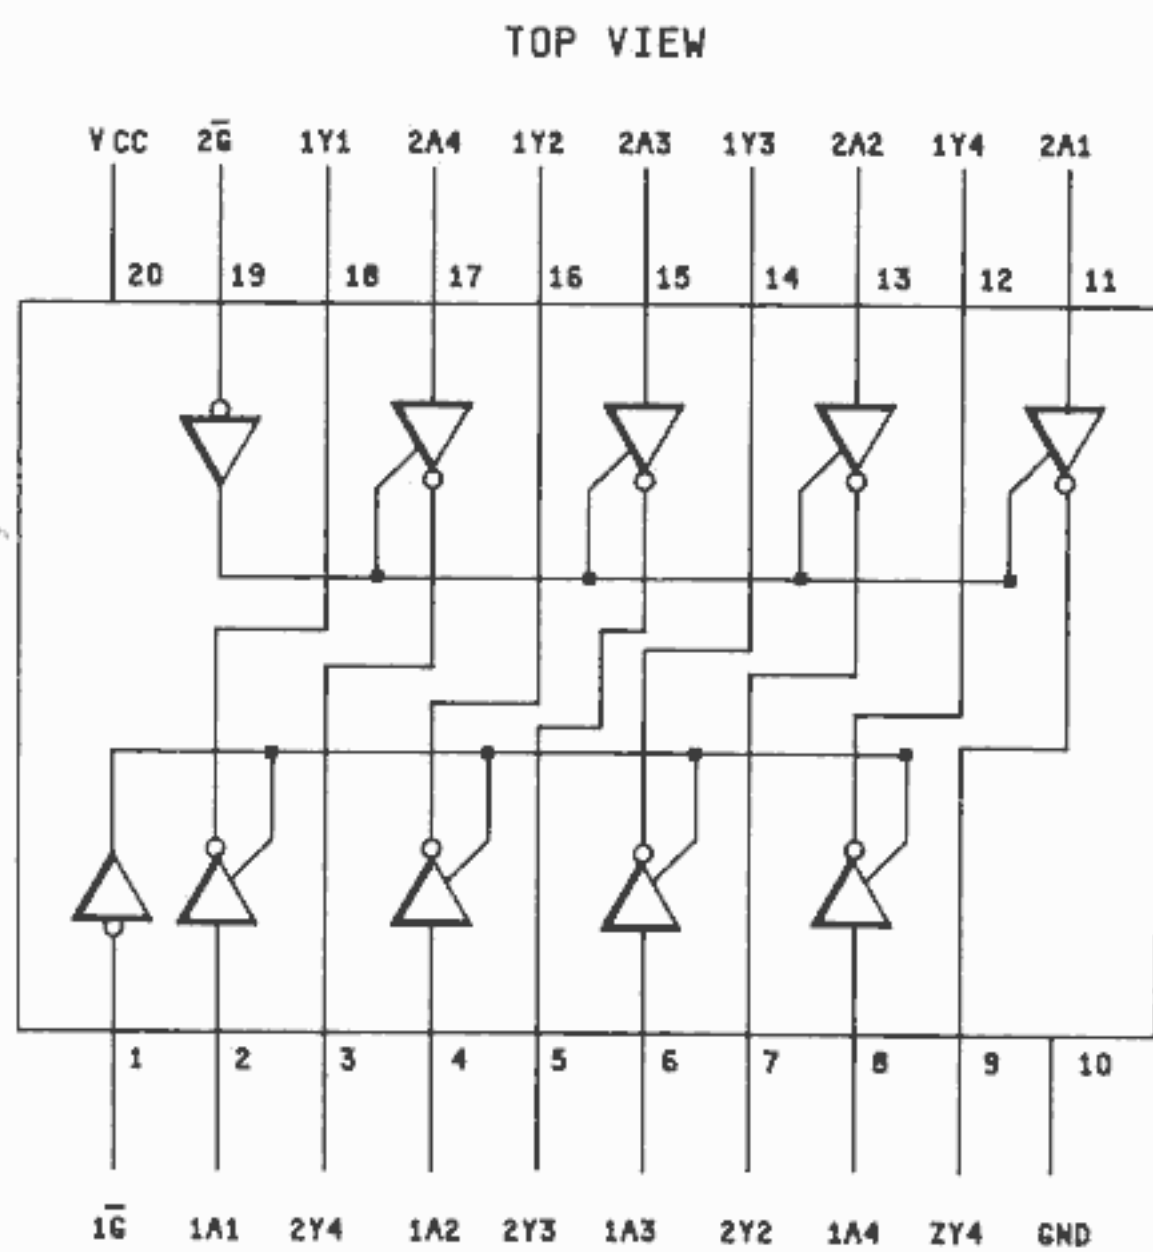 TOP VIEW
VCC 2G̅ 1Y1 2A4 1Y2 2A3 1Y3 2A2 1Y4 2A1
20 19 18 17 16 15 14 13 12 11
1 2 3 4 5 6 7 8 9 10
1G̅ 1A1 2Y4 1A2 2Y3 1A3 2Y2 1A4 ZY4 GND